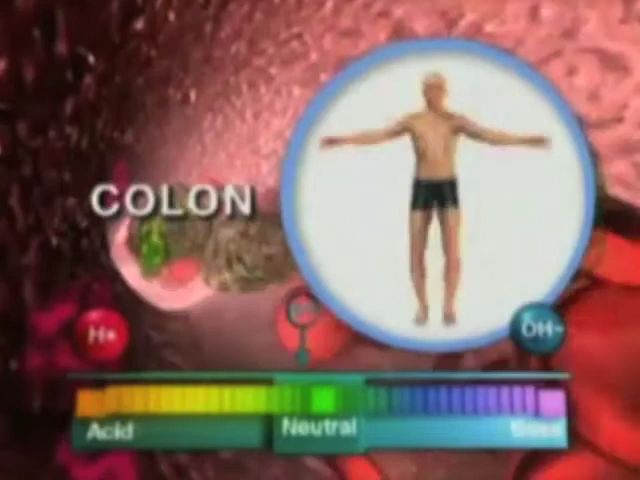 COLON
H+
OH-
Acid
Neutral